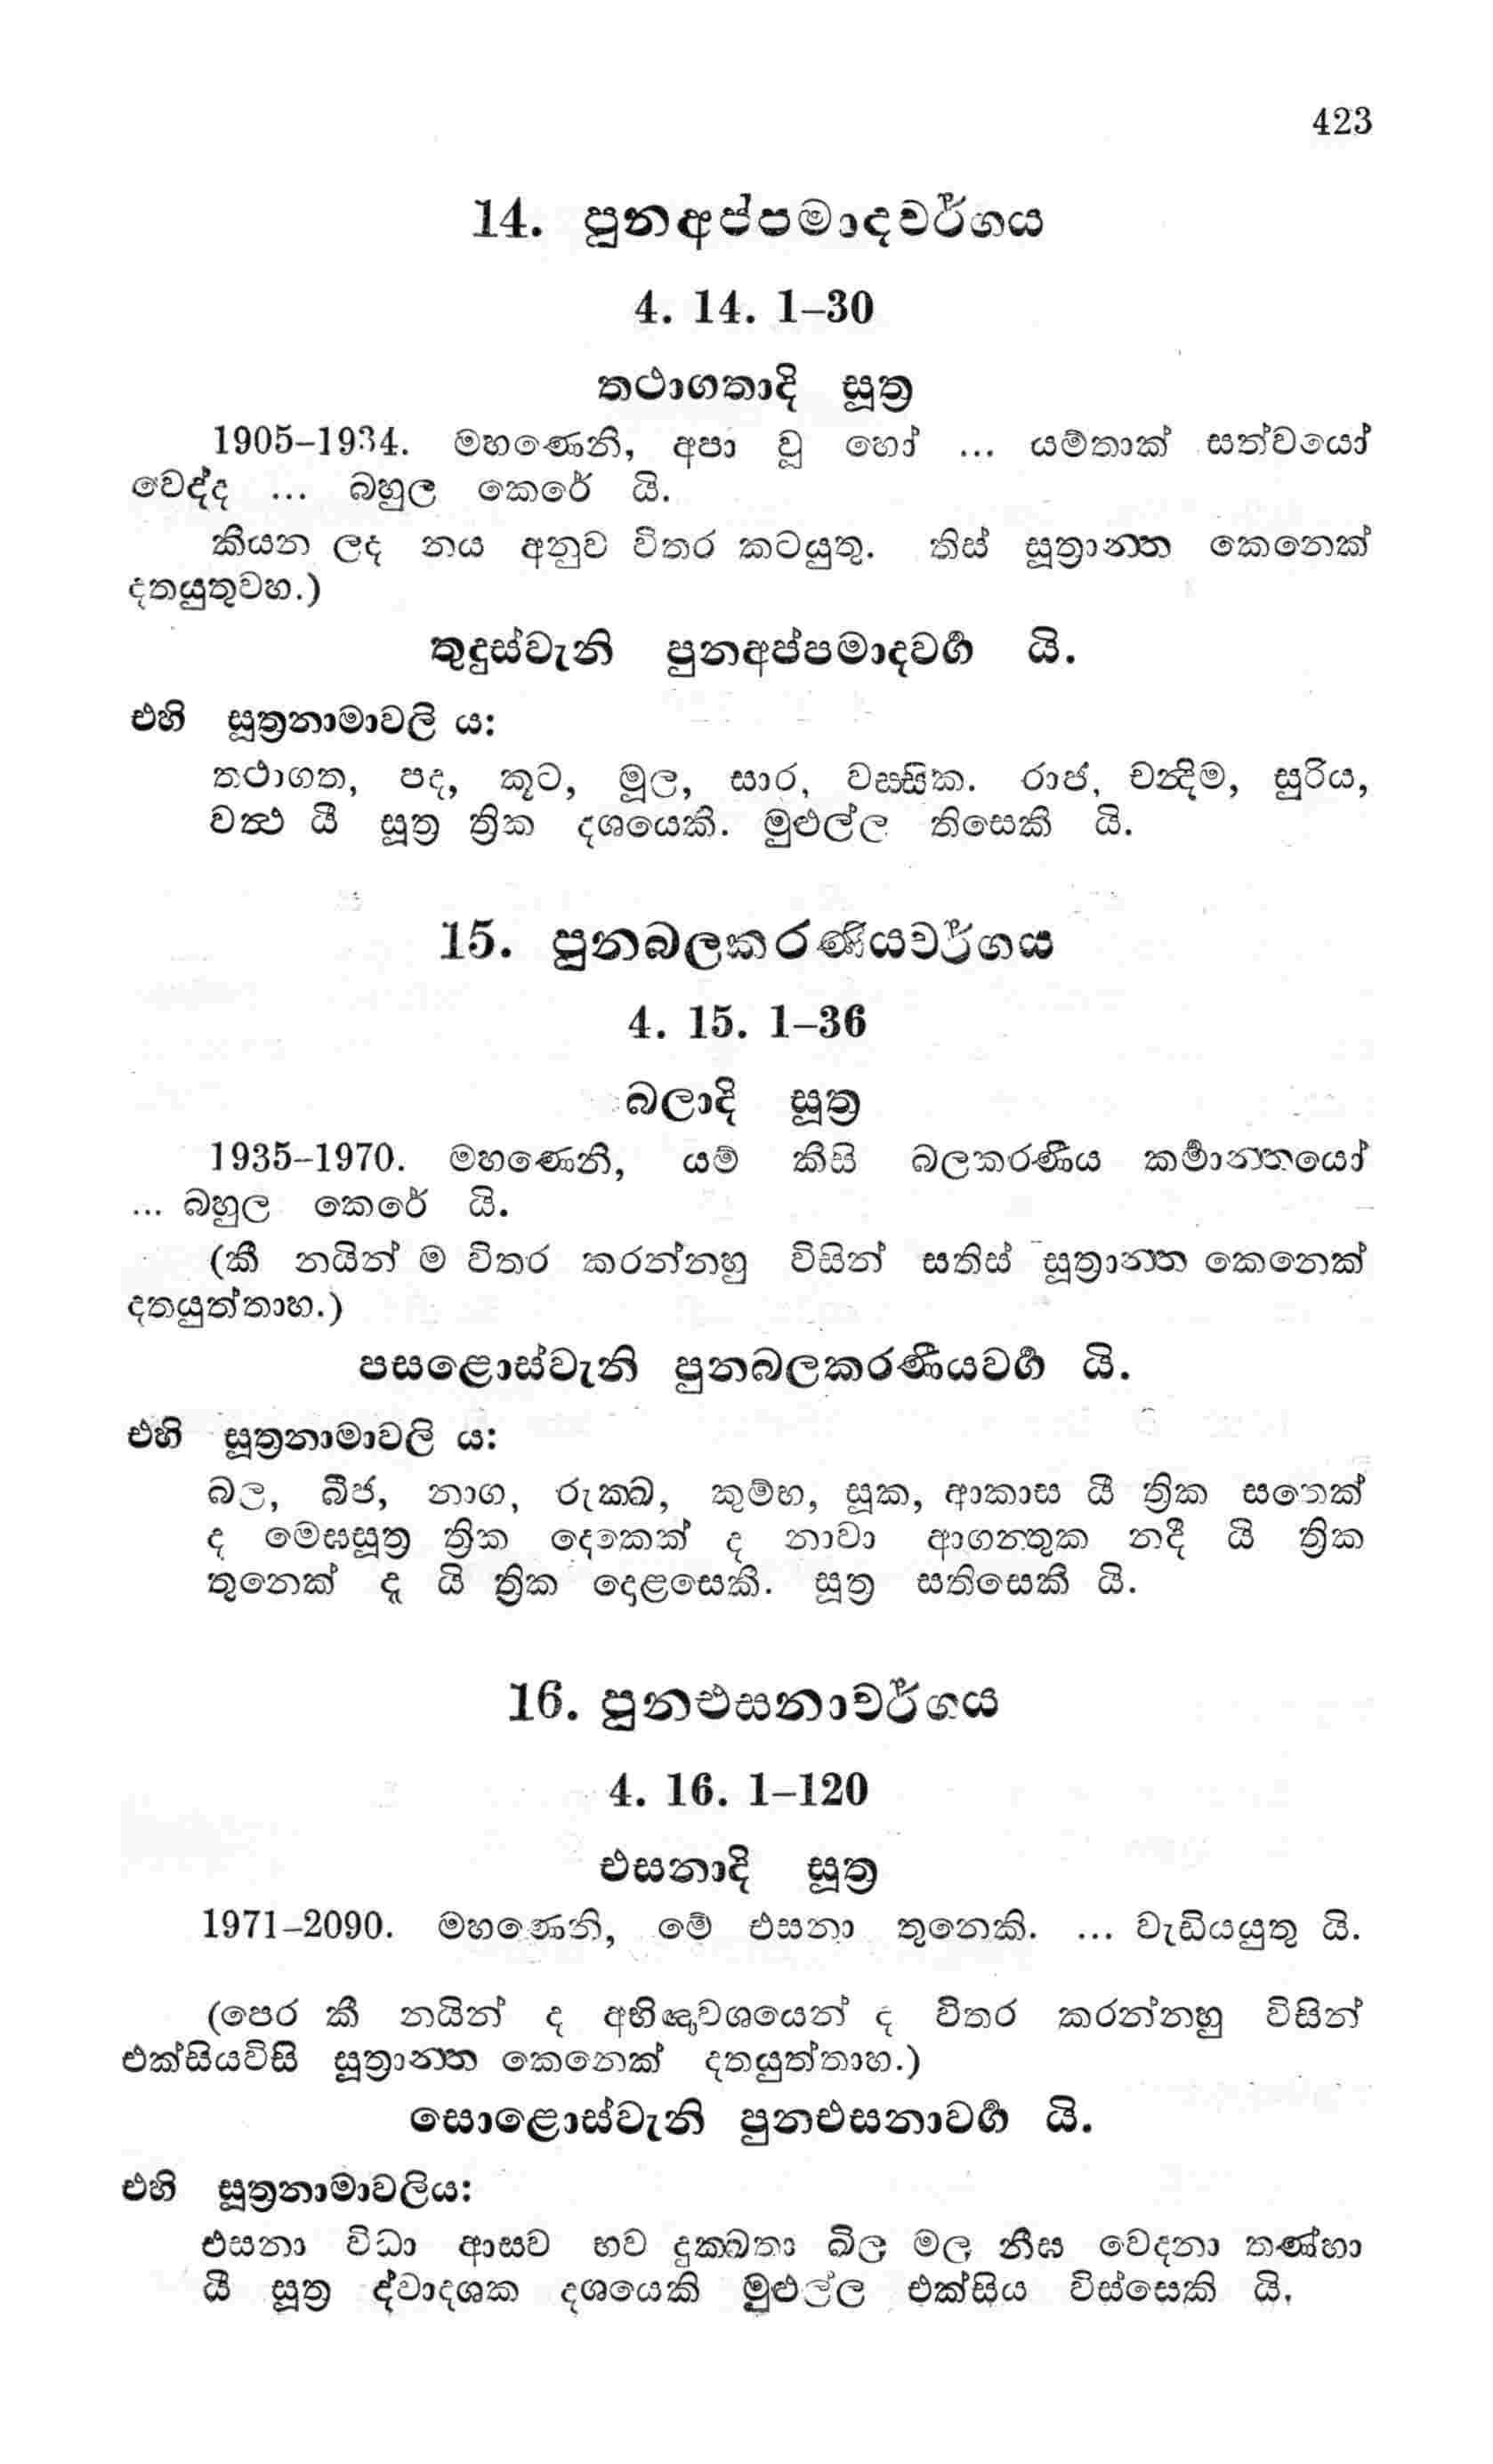 423
14. පුනඅප්පමාදවර්ගය
4. 14. 1–30
තථාගතාදි සූත්‍ර
1905–1934. මහණෙනි, අපා වූ හෝ ... යම්තාක් සත්වයෝ
වෙද්ද ... බහුල කෙරේ යි.
කියන ලද නය අනුව විතර කටයුතු. තිස් සූත්‍රාන්‍ත කෙනෙක්
දතයුතුවහ.)
තුදුස්වැනි පුනඅප්පමාදවර්‍ග යි.
එහි සූත්‍රනාමාවලි ය:
තථාගත, පද, කූට, මූල, සාර, වස්‍සික. රාජ, චන්‍දිම, සුරිය,
වත්‍ථ යී සූත්‍ර ත්‍රික දශයෙකි. මුළුල්ල තිසෙකි යි.
15. පුනබලකරණීයවර්ගය
4. 15. 1–36
බලාදි සූත්‍ර
1935–1970. මහණෙනි, යම් කිසි බලකරණීය කර්‍මාන්‍තයෝ
... බහුල කෙරේ යි.
(කී නයින් ම විතර කරන්නහු විසින් සතිස් සූත්‍රාන්‍ත කෙනෙක්
දතයුත්තාහ.)
පසළොස්වැනි පුනබලකරණීයවර්‍ග යි.
එහි සූත්‍රනාමාවලි ය:
බල, බීජ, නාග, රුක්‍ඛ, කුම්භ, සූක, ආකාස යී ත්‍රික සතෙක්
ද මෙඝසූත්‍ර ත්‍රික දෙකෙක් ද නාවා ආගන්‍තුක නදී යි ත්‍රික
තුනෙක් දැ යි ත්‍රික දොළසෙකි. සූත්‍ර සතිසෙකි යි.
16. පුනඑසනාවර්ගය
4. 16. 1–120
එසනාදි සූත්‍ර
1971–2090. මහණෙනි, මේ එසනා තුනෙකි. ... වැඩියයුතු යි.
(පෙර කී නයින් ද අභිඥාවශයෙන් ද විතර කරන්නහු විසින්
එක්සියවිසි සූත්‍රාන්‍ත කෙනෙක් දතයුත්තාහ.)
සොළොස්වැනි පුනඑසනාවර්‍ග යි.
එහි සූත්‍රනාමාවලිය:
එසනා විධා ආසව භව දුක්‍ඛතා ඛිල මල නීඝ වෙදනා තණ්හා
යී සූත්‍ර ද්වාදශක දශයෙකි මුළුල්ල එක්සිය විස්සෙකි යි.